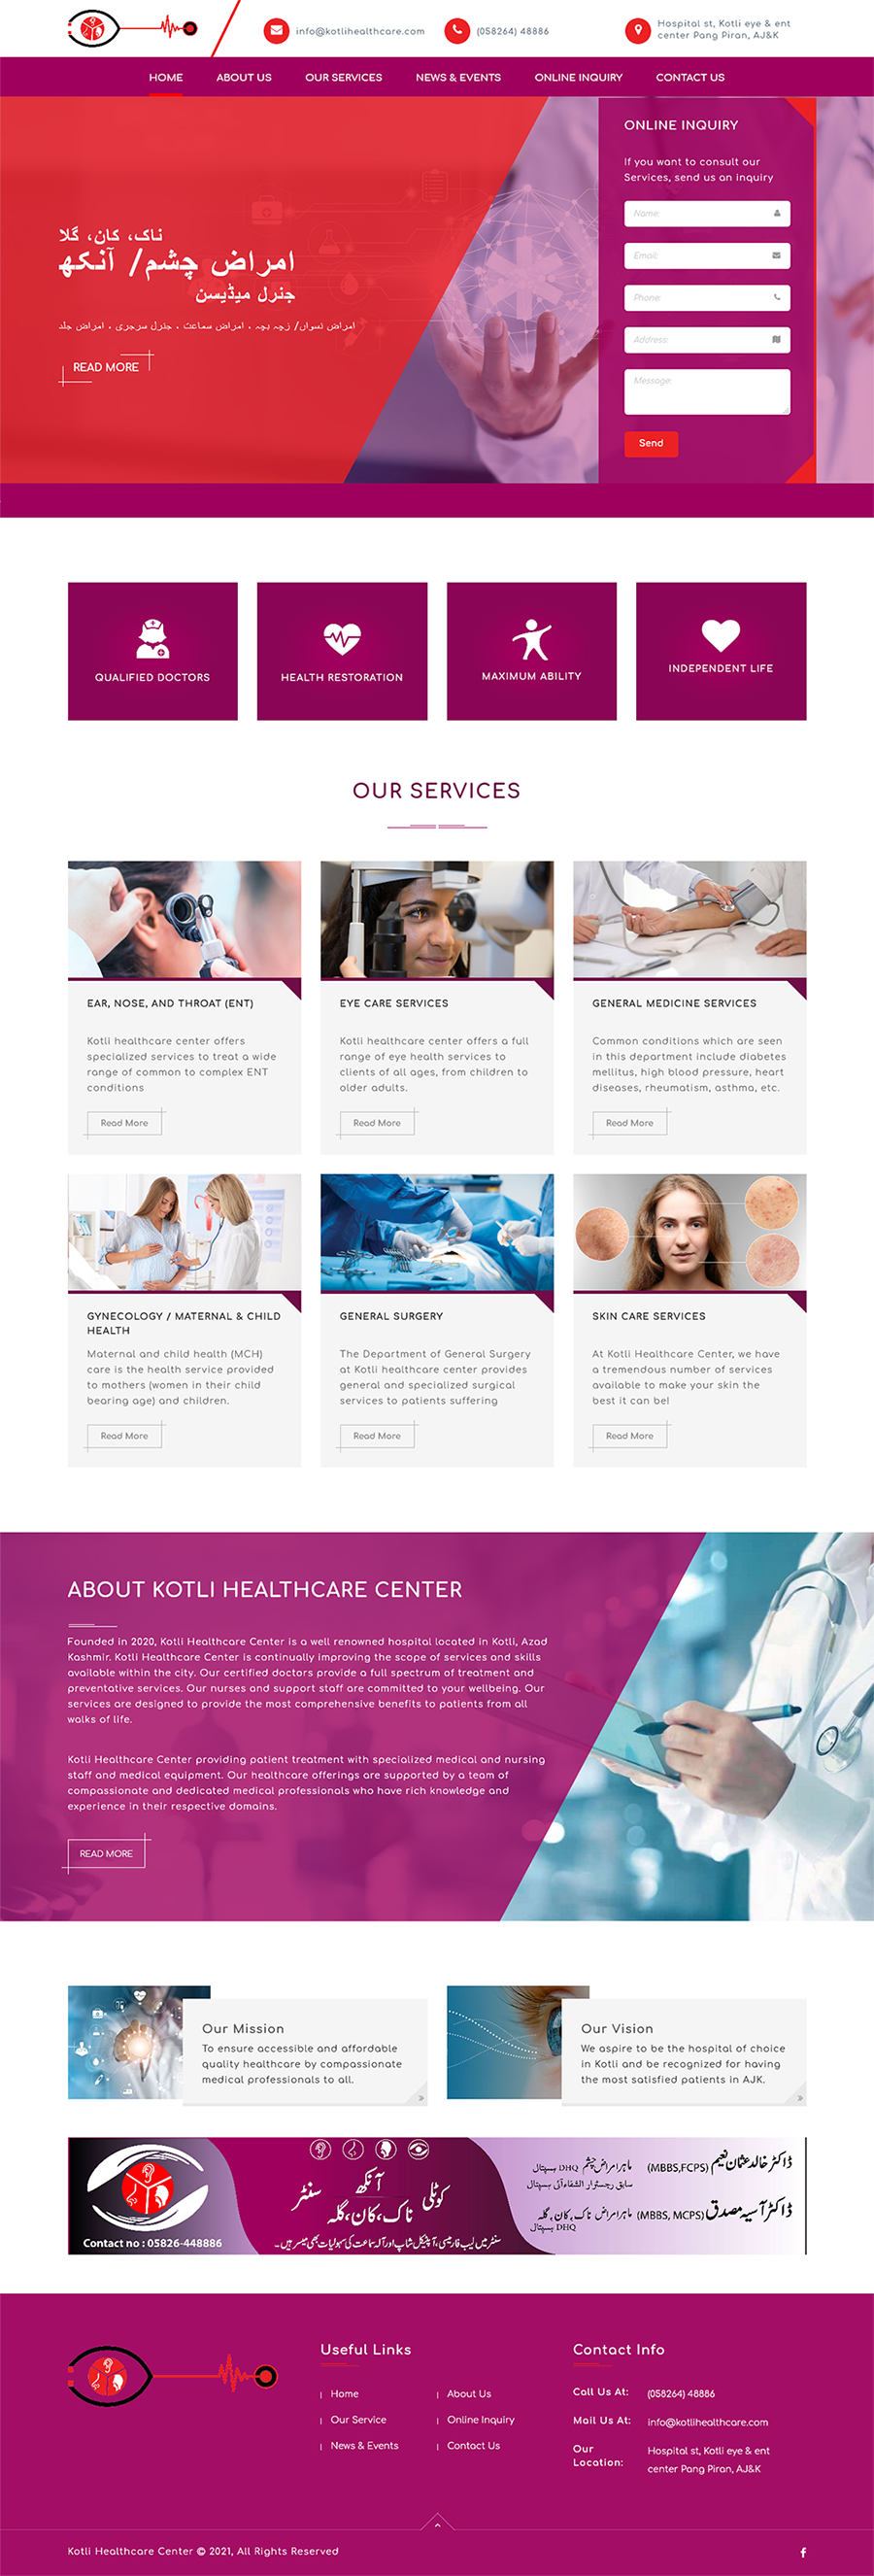 info@kotlihealthcare.com
(058264) 48886
Hospital st, Kotli eye & ent
center Pang Piran, AJ&K
HOME
ABOUT US
OUR SERVICES
NEWS & EVENTS
ONLINE INQUIRY
CONTACT US
ناک، کان، گلا
امراض چشم/ آنکھ
جنرل میڈیسن
امراض نسواں/ زچہ بچہ ، امراض سماعت ، جنرل سرجری ، امراض جلد
READ MORE
ONLINE INQUIRY
If you want to consult our
Services, send us an inquiry
Name:
Email:
Phone:
Address:
Message:
Send
QUALIFIED DOCTORS
HEALTH RESTORATION
MAXIMUM ABILITY
INDEPENDENT LIFE
OUR SERVICES
EAR, NOSE, AND THROAT (ENT)
Kotli healthcare center offers
specialized services to treat a wide
range of common to complex ENT
conditions
Read More
EYE CARE SERVICES
Kotli healthcare center offers a full
range of eye health services to
clients of all ages, from children to
older adults.
Read More
GENERAL MEDICINE SERVICES
Common conditions which are seen
in this department include diabetes
mellitus, high blood pressure, heart
diseases, rheumatism, asthma, etc.
Read More
GYNECOLOGY / MATERNAL & CHILD
HEALTH
Maternal and child health (MCH)
care is the health service provided
to mothers (women in their child
bearing age) and children.
Read More
GENERAL SURGERY
The Department of General Surgery
at Kotli healthcare center provides
general and specialized surgical
services to patients suffering
Read More
SKIN CARE SERVICES
At Kotli Healthcare Center, we have
a tremendous number of services
available to make your skin the
best it can be!
Read More
ABOUT KOTLI HEALTHCARE CENTER
Founded in 2020, Kotli Healthcare Center is a well renowned hospital located in Kotli, Azad
Kashmir. Kotli Healthcare Center is continually improving the scope of services and skills
available within the city. Our certified doctors provide a full spectrum of treatment and
preventative services. Our nurses and support staff are committed to your wellbeing. Our
services are designed to provide the most comprehensive benefits to patients from all
walks of life.
Kotli Healthcare Center providing patient treatment with specialized medical and nursing
staff and medical equipment. Our healthcare offerings are supported by a team of
compassionate and dedicated medical professionals who have rich knowledge and
experience in their respective domains.
READ MORE
Our Mission
To ensure accessible and affordable
quality healthcare by compassionate
medical professionals to all.
Our Vision
We aspire to be the hospital of choice
in Kotli and be recognized for having
the most satisfied patients in AJK.
ڈاکٹر خالد عثمان نعیم (MBBS,FCPS) ماہر امراض چشم DHQ ہسپتال
سابق رجسٹرار الشفاء آئی ہسپتال
ڈاکٹر آسیہ مصدق (MBBS, MCPS) ماہر امراض ناک، کان، گلہ
DHQ ہسپتال
کوٹلی آنکھ سنٹر
ناک، کان، گلہ
سنٹر میں لیب فارمیسی، آپٹیکل شاپ اور آلہ سماعت کی سہولیات بھی میسر ہیں۔
Contact no : 05826-448886
Useful Links
Home
About Us
Our Service
Online Inquiry
News & Events
Contact Us
Contact Info
Call Us At: (058264) 48886
Mail Us At: info@kotlihealthcare.com
Our Location: Hospital st, Kotli eye & ent
center Pang Piran, AJ&K
Kotli Healthcare Center © 2021, All Rights Reserved